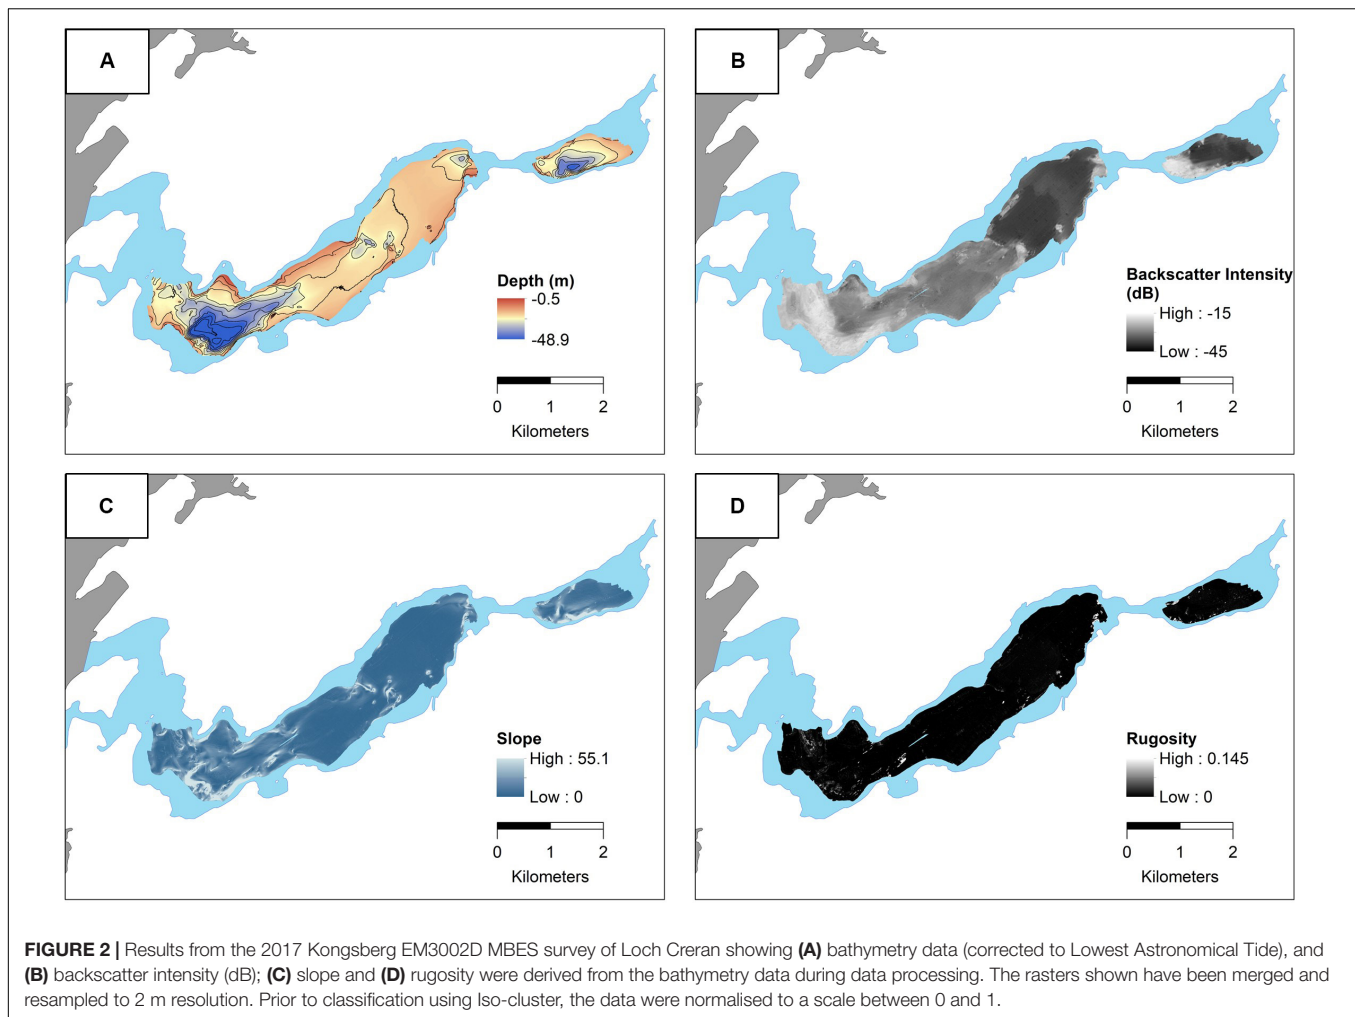 A
Depth (m)
-0.5
-48.9
0 1 2
Kilometers
B
Backscatter Intensity
(dB)
High : -15
Low : -45
0 1 2
Kilometers
C
Slope
High : 55.1
Low : 0
0 1 2
Kilometers
D
Rugosity
High : 0.145
Low : 0
0 1 2
Kilometers
FIGURE 2 | Results from the 2017 Kongsberg EM3002D MBES survey of Loch Creran showing (A) bathymetry data (corrected to Lowest Astronomical Tide), and
(B) backscatter intensity (dB); (C) slope and (D) rugosity were derived from the bathymetry data during data processing. The rasters shown have been merged and
resampled to 2 m resolution. Prior to classification using Iso-cluster, the data were normalised to a scale between 0 and 1.